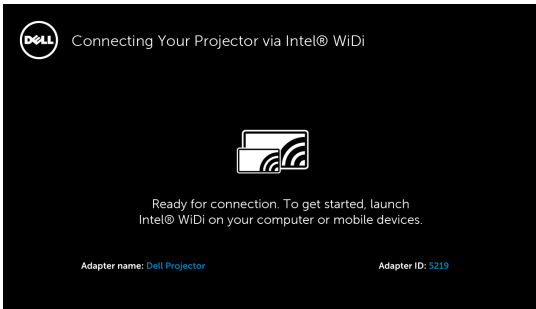 DELL
Connecting Your Projector via Intel® WiDi
Ready for connection. To get started, launch
Intel® WiDi on your computer or mobile devices.
Adapter name: Dell Projector
Adapter ID: 5219